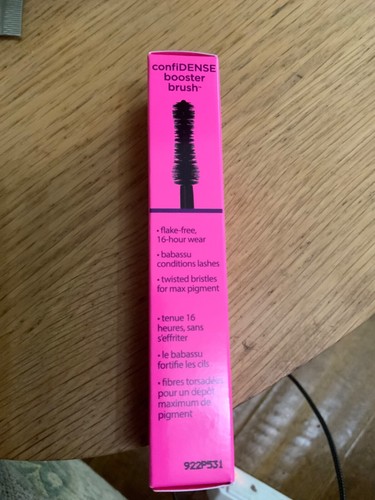 confiDENSE
booster
brush™
• flake-free,
16-hour wear
• babassu
conditions lashes
• twisted bristles
for max pigment
• tenue 16
heures, sans
s'effriter
• le babassu
fortifie les cils
• fibres torsadées
pour un dépôt
maximum de
pigment
922P531